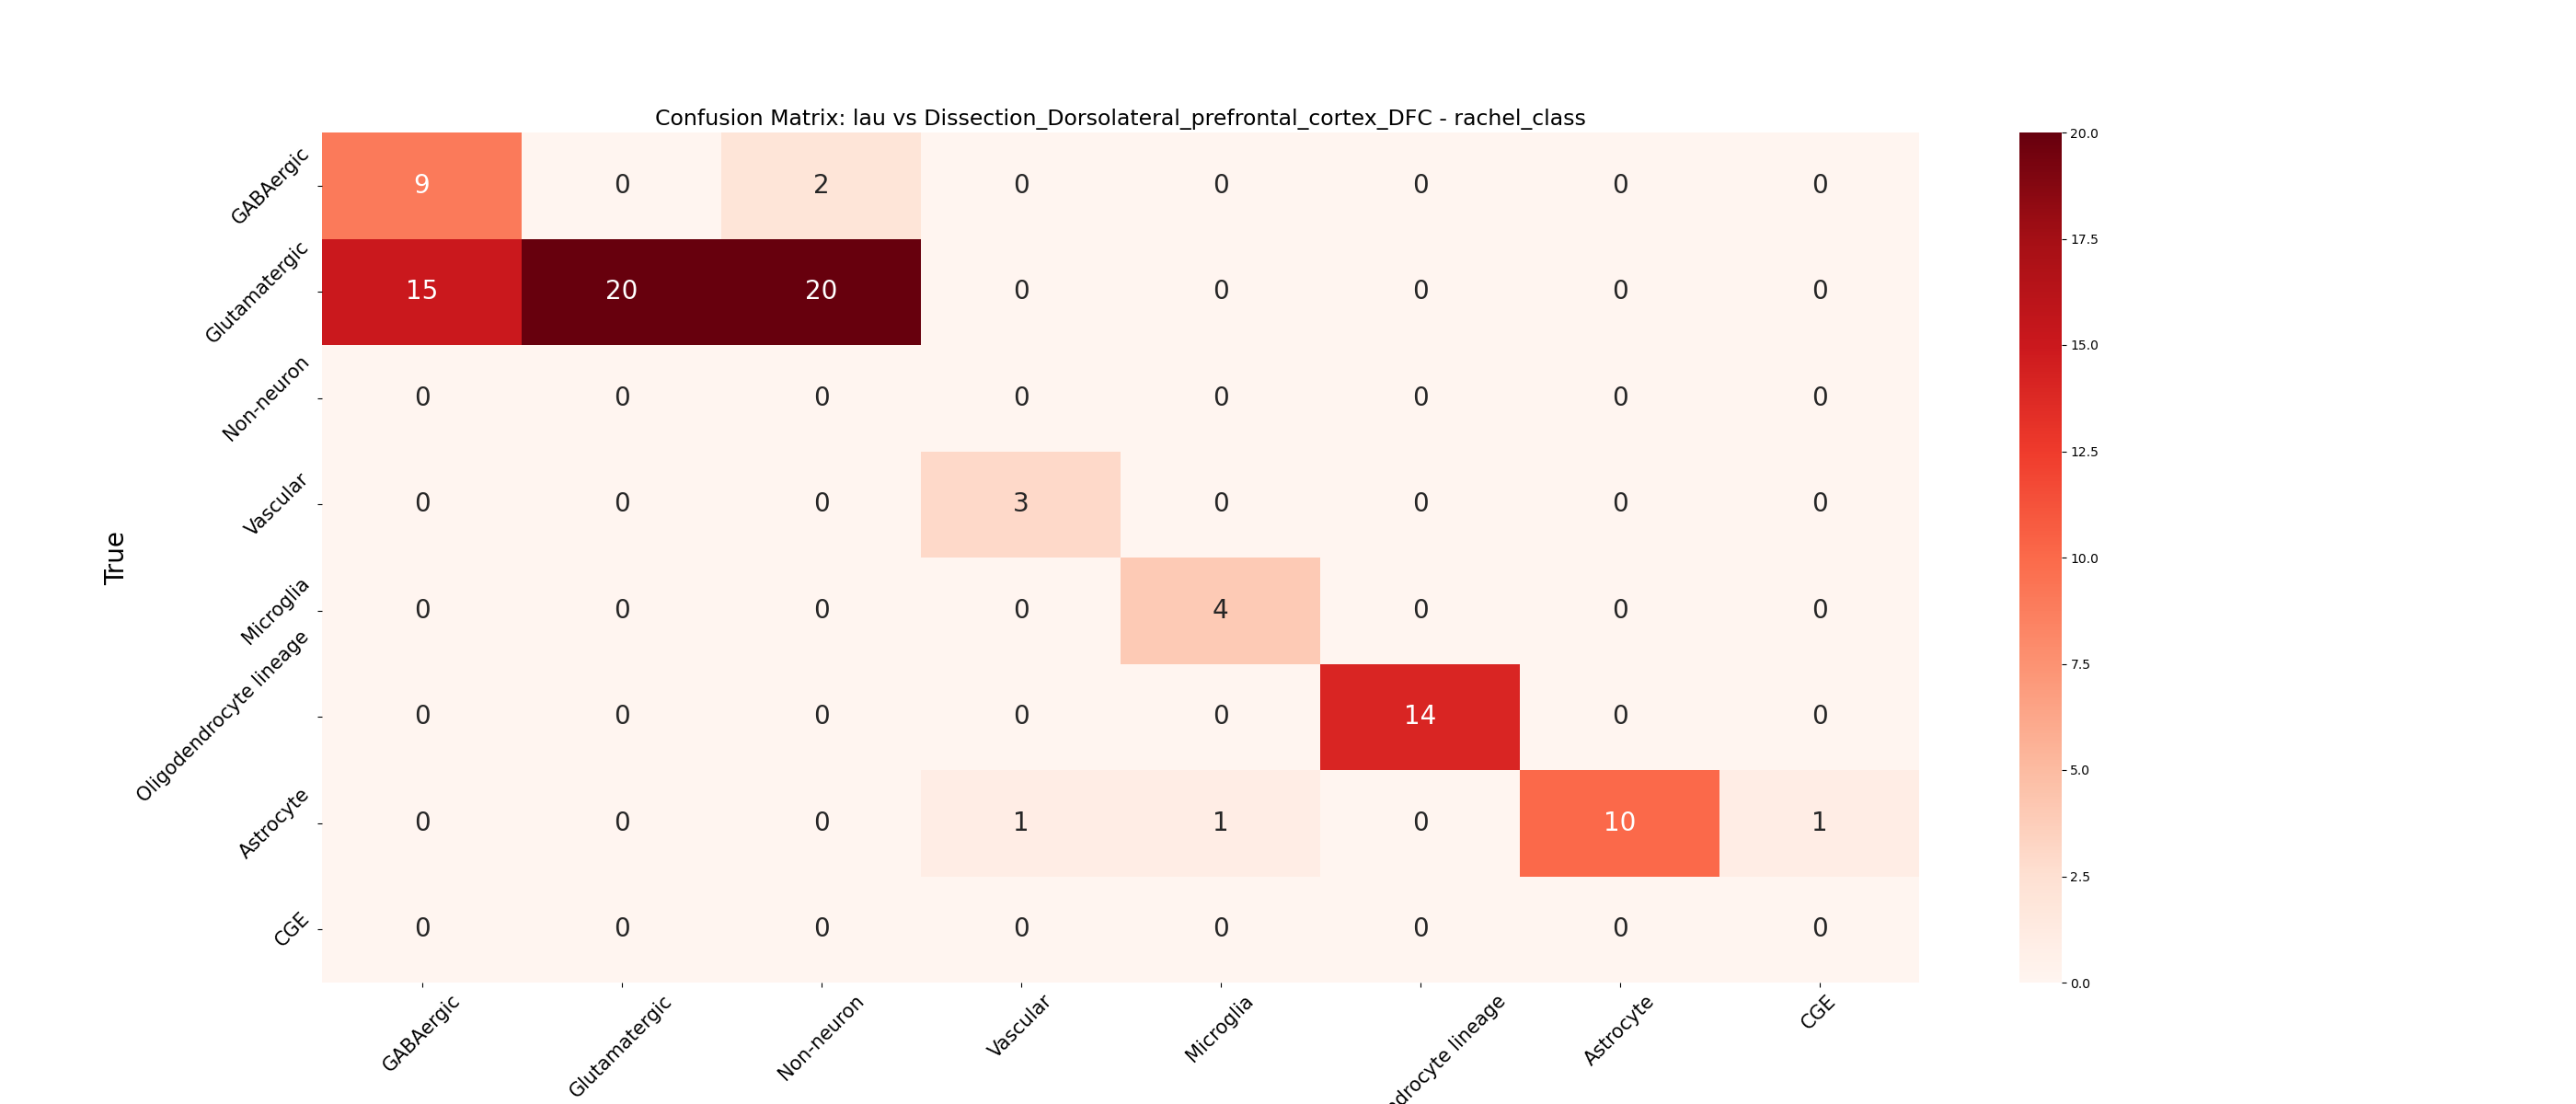 Confusion Matrix: lau vs Dissection_Dorsolateral_prefrontal_cortex_DFC - rachel_class
True
GABAergic 9 0 2 0 0 0 0 0
Glutamatergic 15 20 20 0 0 0 0 0
Non-neuron 0 0 0 0 0 0 0 0
Vascular 0 0 0 3 0 0 0 0
Microglia 0 0 0 0 4 0 0 0
Oligodendrocyte lineage 0 0 0 0 0 14 0 0
Astrocyte 0 0 0 1 1 0 10 1
CGE 0 0 0 0 0 0 0 0
GABAergic
Glutamatergic
Non-neuron
Vascular
Microglia
drocyte lineage
Astrocyte
CGE
20.0
17.5
15.0
12.5
10.0
7.5
5.0
2.5
0.0